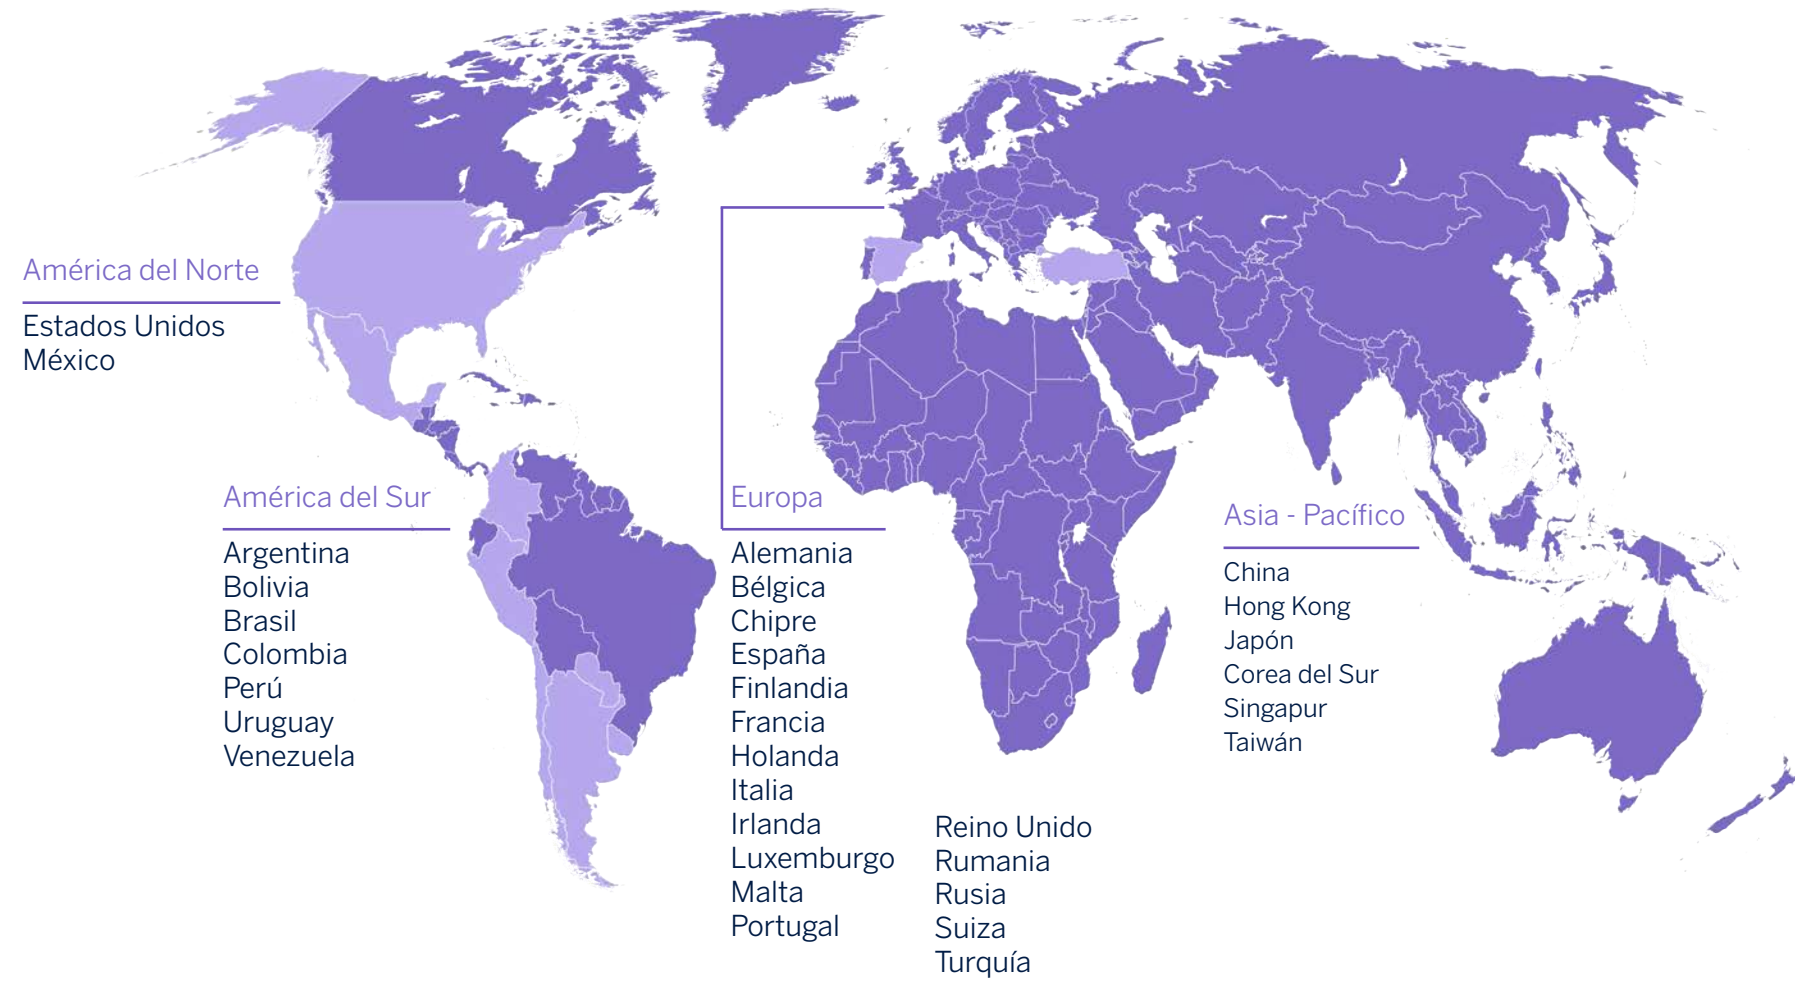 América del Norte
Estados Unidos
México
América del Sur
Argentina
Bolivia
Brasil
Colombia
Perú
Uruguay
Venezuela
Europa
Alemania
Bélgica
Chipre
España
Finlandia
Francia
Holanda
Italia
Irlanda
Luxemburgo
Malta
Portugal
Reino Unido
Rumania
Rusia
Suiza
Turquía
Asia - Pacífico
China
Hong Kong
Japón
Corea del Sur
Singapur
Taiwán